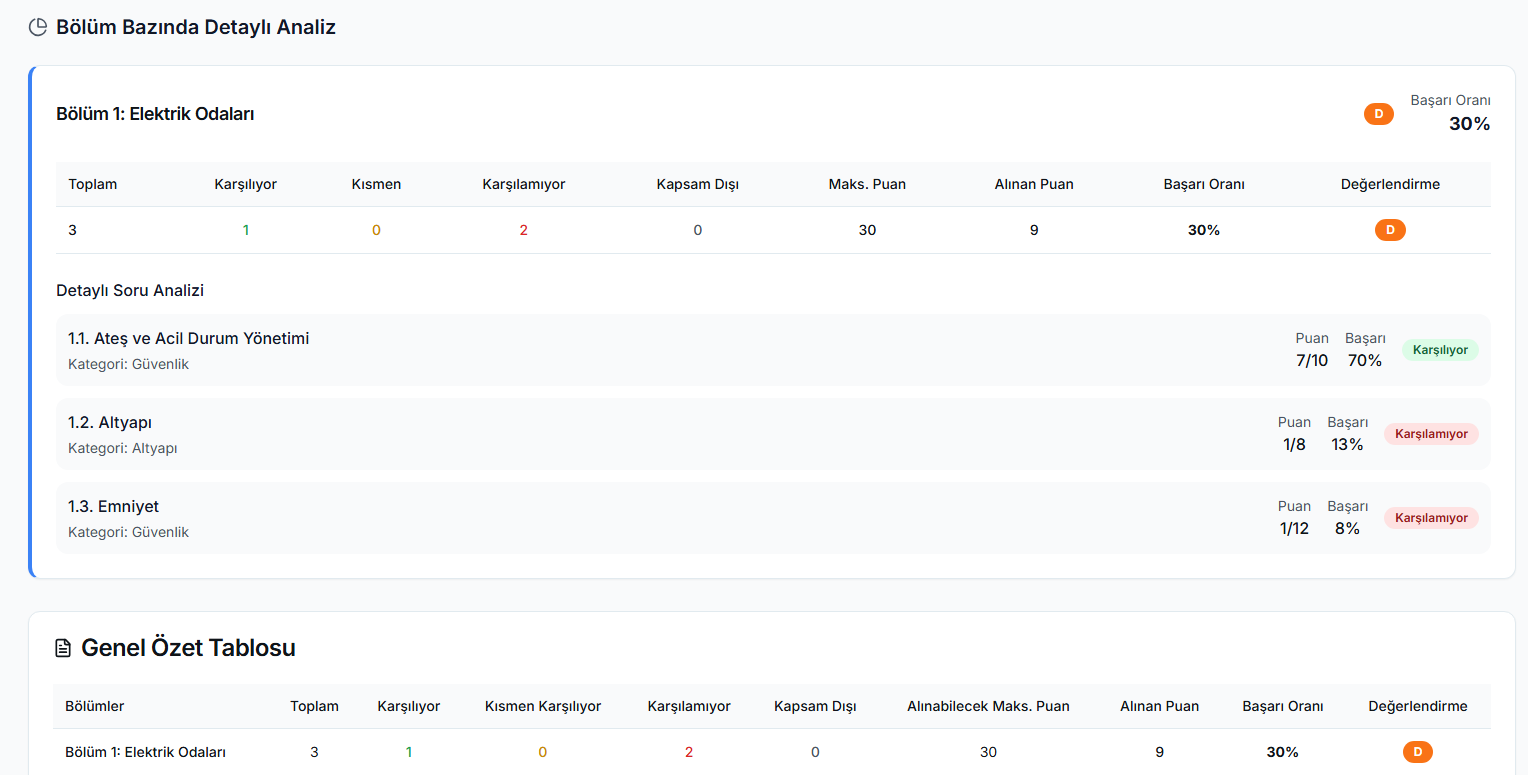 Bölüm Bazında Detaylı Analiz
Bölüm 1: Elektrik Odaları
D
Başarı Oranı
30%
Toplam Karşılıyor Kısmen Karşılamıyor Kapsam Dışı Maks. Puan Alınan Puan Başarı Oranı Değerlendirme
3 1 0 2 0 30 9 30% D
Detaylı Soru Analizi
1.1. Ateş ve Acil Durum Yönetimi
Kategori: Güvenlik
Puan Başarı
7/10 70%
Karşılıyor
1.2. Altyapı
Kategori: Altyapı
Puan Başarı
1/8 13%
Karşılamıyor
1.3. Emniyet
Kategori: Güvenlik
Puan Başarı
1/12 8%
Karşılamıyor
Genel Özet Tablosu
Bölümler Toplam Karşılıyor Kısmen Karşılıyor Karşılamıyor Kapsam Dışı Alınabilecek Maks. Puan Alınan Puan Başarı Oranı Değerlendirme
Bölüm 1: Elektrik Odaları 3 1 0 2 0 30 9 30% D